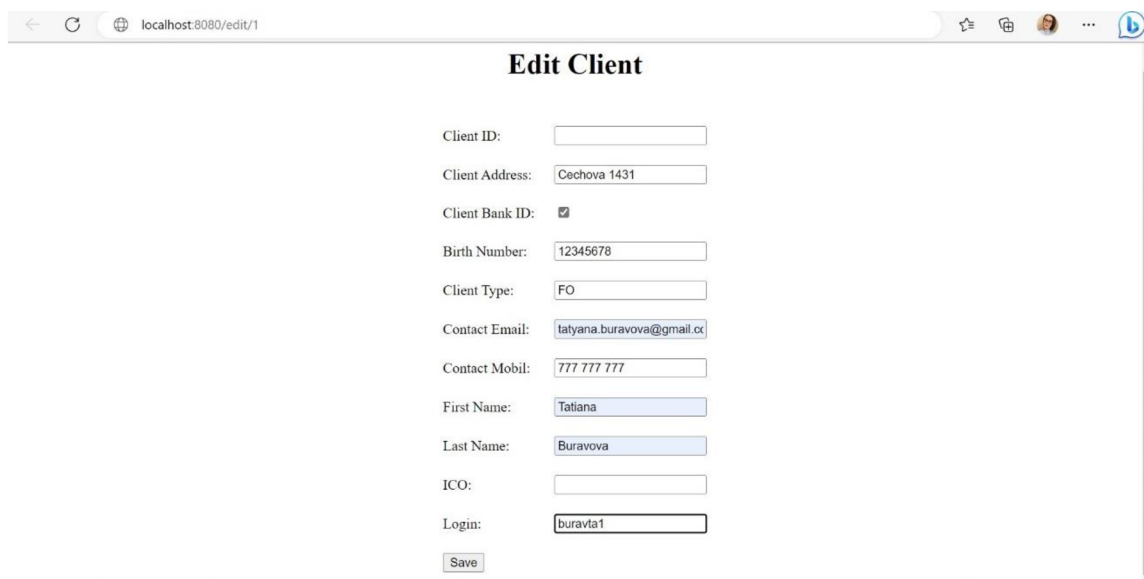 localhost:8080/edit/1
Edit Client
Client ID:
Client Address: Cechova 1431
Client Bank ID:
Birth Number: 12345678
Client Type: FO
Contact Email: tatyana.buravova@gmail.cc
Contact Mobil: 777 777 777
First Name: Tatiana
Last Name: Buravova
ICO:
Login: buravta1
Save